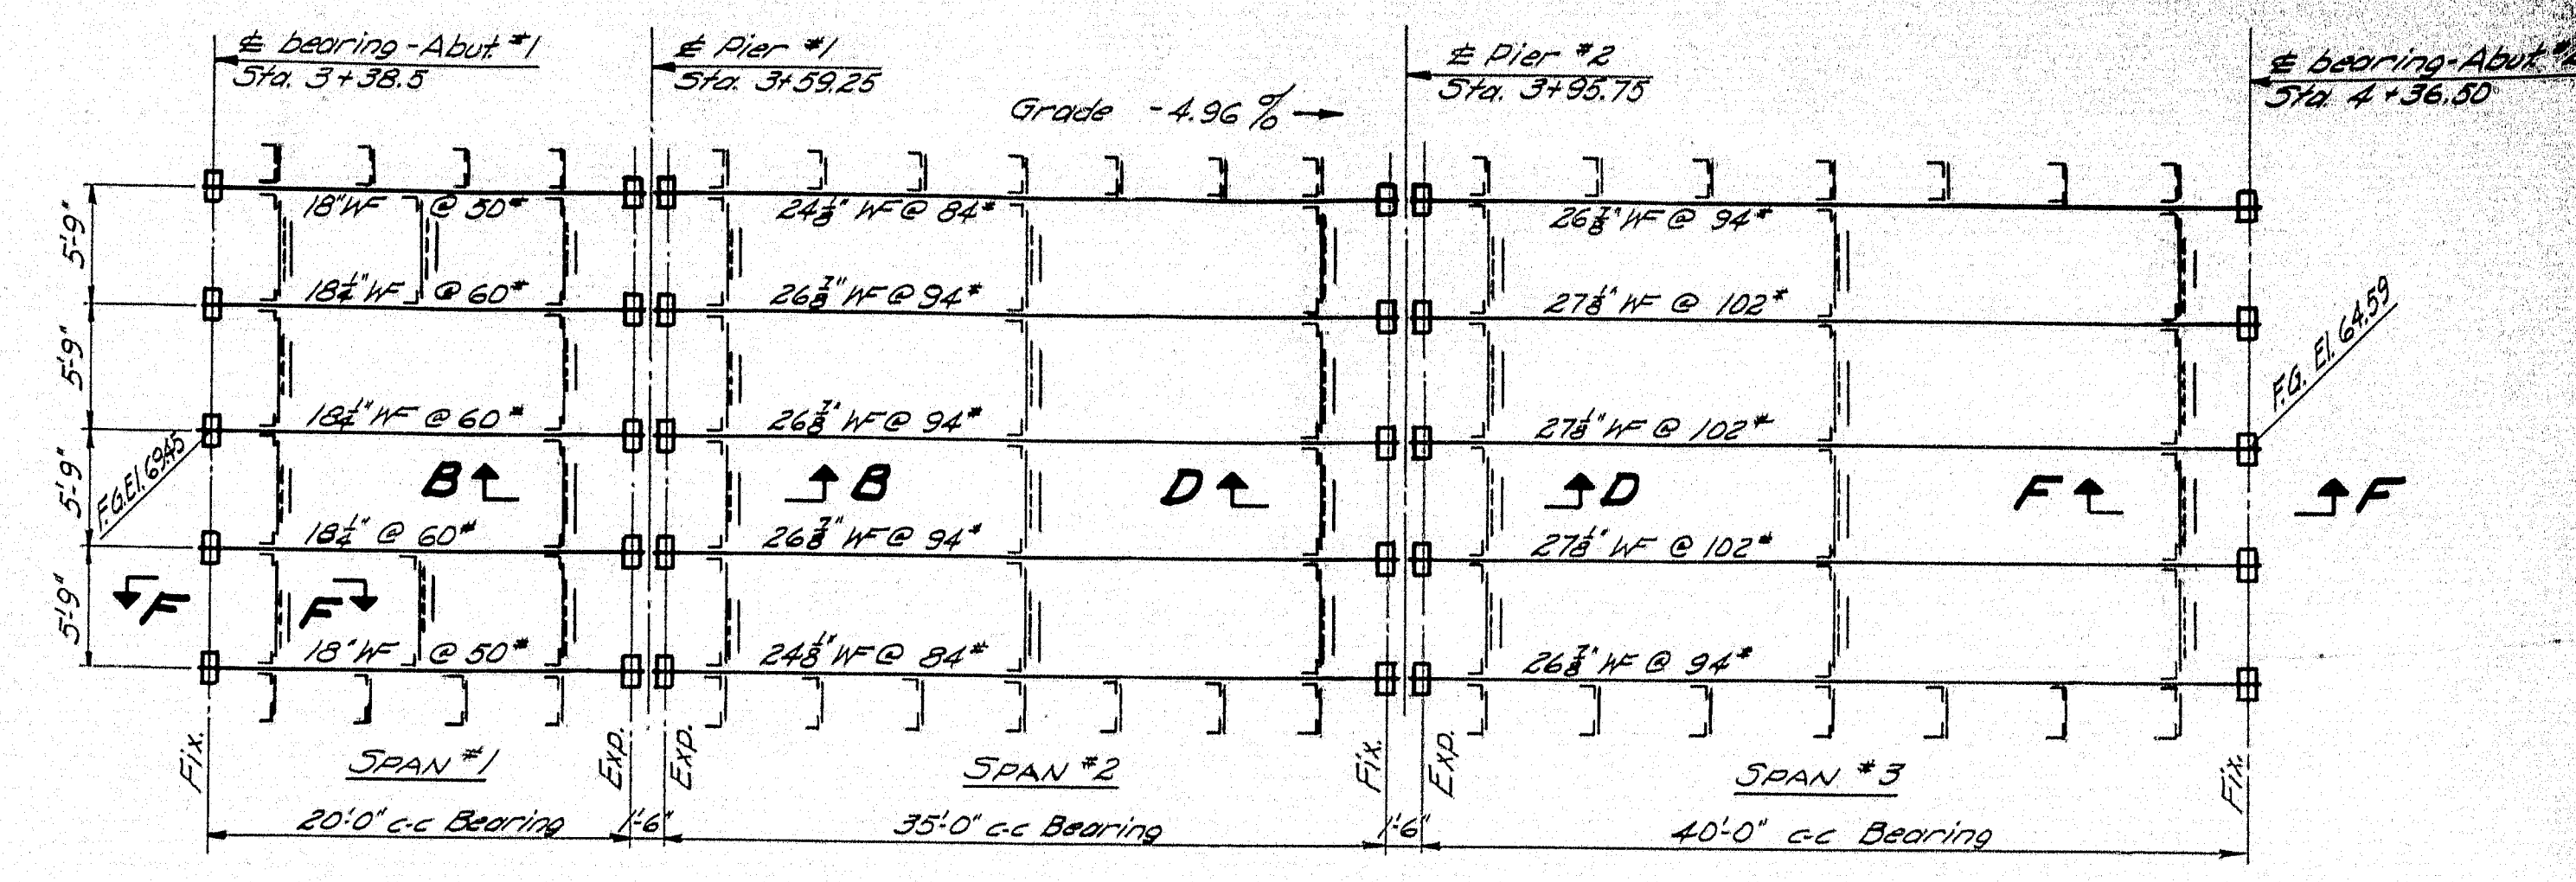 ℄ bearing - Abut. #1
Sta. 3+38.5
℄ Pier #1
Sta. 3+59.25
℄ Pier #2
Sta. 3+95.75
℄ bearing - Abut #2
Sta 4+36.50
Grade -4.96 %
18" WF @ 50#
24⅛" WF @ 84#
26⅞" WF @ 94#
5'-9"
18¼" WF @ 60#
26⅞" WF @ 94#
27⅛" WF @ 102#
F.G. El. 64.59
5'-9"
18¼" WF @ 60#
26⅞" WF @ 94#
27⅛" WF @ 102#
F.G. El. 69.45
B B D D F F
5'-9"
18¼" @ 60#
26⅞" WF @ 94#
27⅛" WF @ 102#
F F
5'-9"
18" WF @ 50#
24⅛" WF @ 84#
26⅞" WF @ 94#
Fix. Exp. Exp. Fix. Exp. Fix.
SPAN #1
SPAN #2
SPAN #3
20'-0" c-c Bearing
1'-6"
35'-0" c-c Bearing
1'-6"
40'-0" c-c Bearing